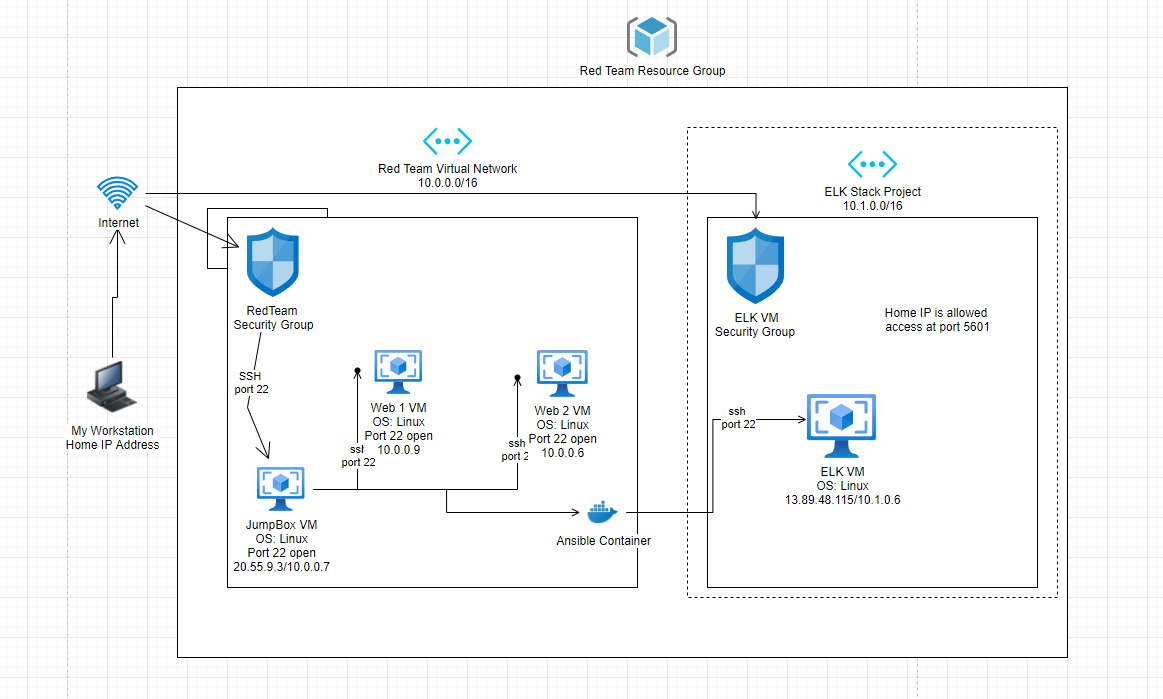 Red Team Resource Group
Red Team Virtual Network
10.0.0.0/16
ELK Stack Project
10.1.0.0/16
Internet
RedTeam
Security Group
ELK VM
Security Group
Home IP is allowed
access at port 5601
SSH
port 22
My Workstation
Home IP Address
Web 1 VM
OS: Linux
Port 22 open
10.0.0.9
ssl
port 22
Web 2 VM
OS: Linux
Port 22 open
10.0.0.6
ssh
port 2
ssh
port 22
ELK VM
OS: Linux
13.89.48.115/10.1.0.6
JumpBox VM
OS: Linux
Port 22 open
20.55.9.3/10.0.0.7
Ansible Container